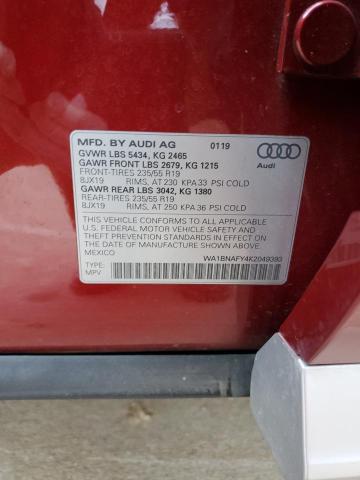 MFD. BY AUDI AG 0119
GVWR LBS 5434, KG 2465
GAWR FRONT LBS 2679, KG 1215
FRONT-TIRES 235/55 R19
8JX19 RIMS, AT 230 KPA 33 PSI COLD
GAWR REAR LBS 3042, KG 1380
REAR-TIRES 235/55 R19
8JX19 RIMS, AT 250 KPA 36 PSI COLD
Audi
THIS VEHICLE CONFORMS TO ALL APPLICABLE
U.S. FEDERAL MOTOR VEHICLE SAFETY AND
THEFT PREVENTION STANDARDS IN EFFECT
ON THE DATE OF MANUFACTURE SHOWN
ABOVE.
MEXICO
WA1BNAFY4K2049393
TYPE:
MPV